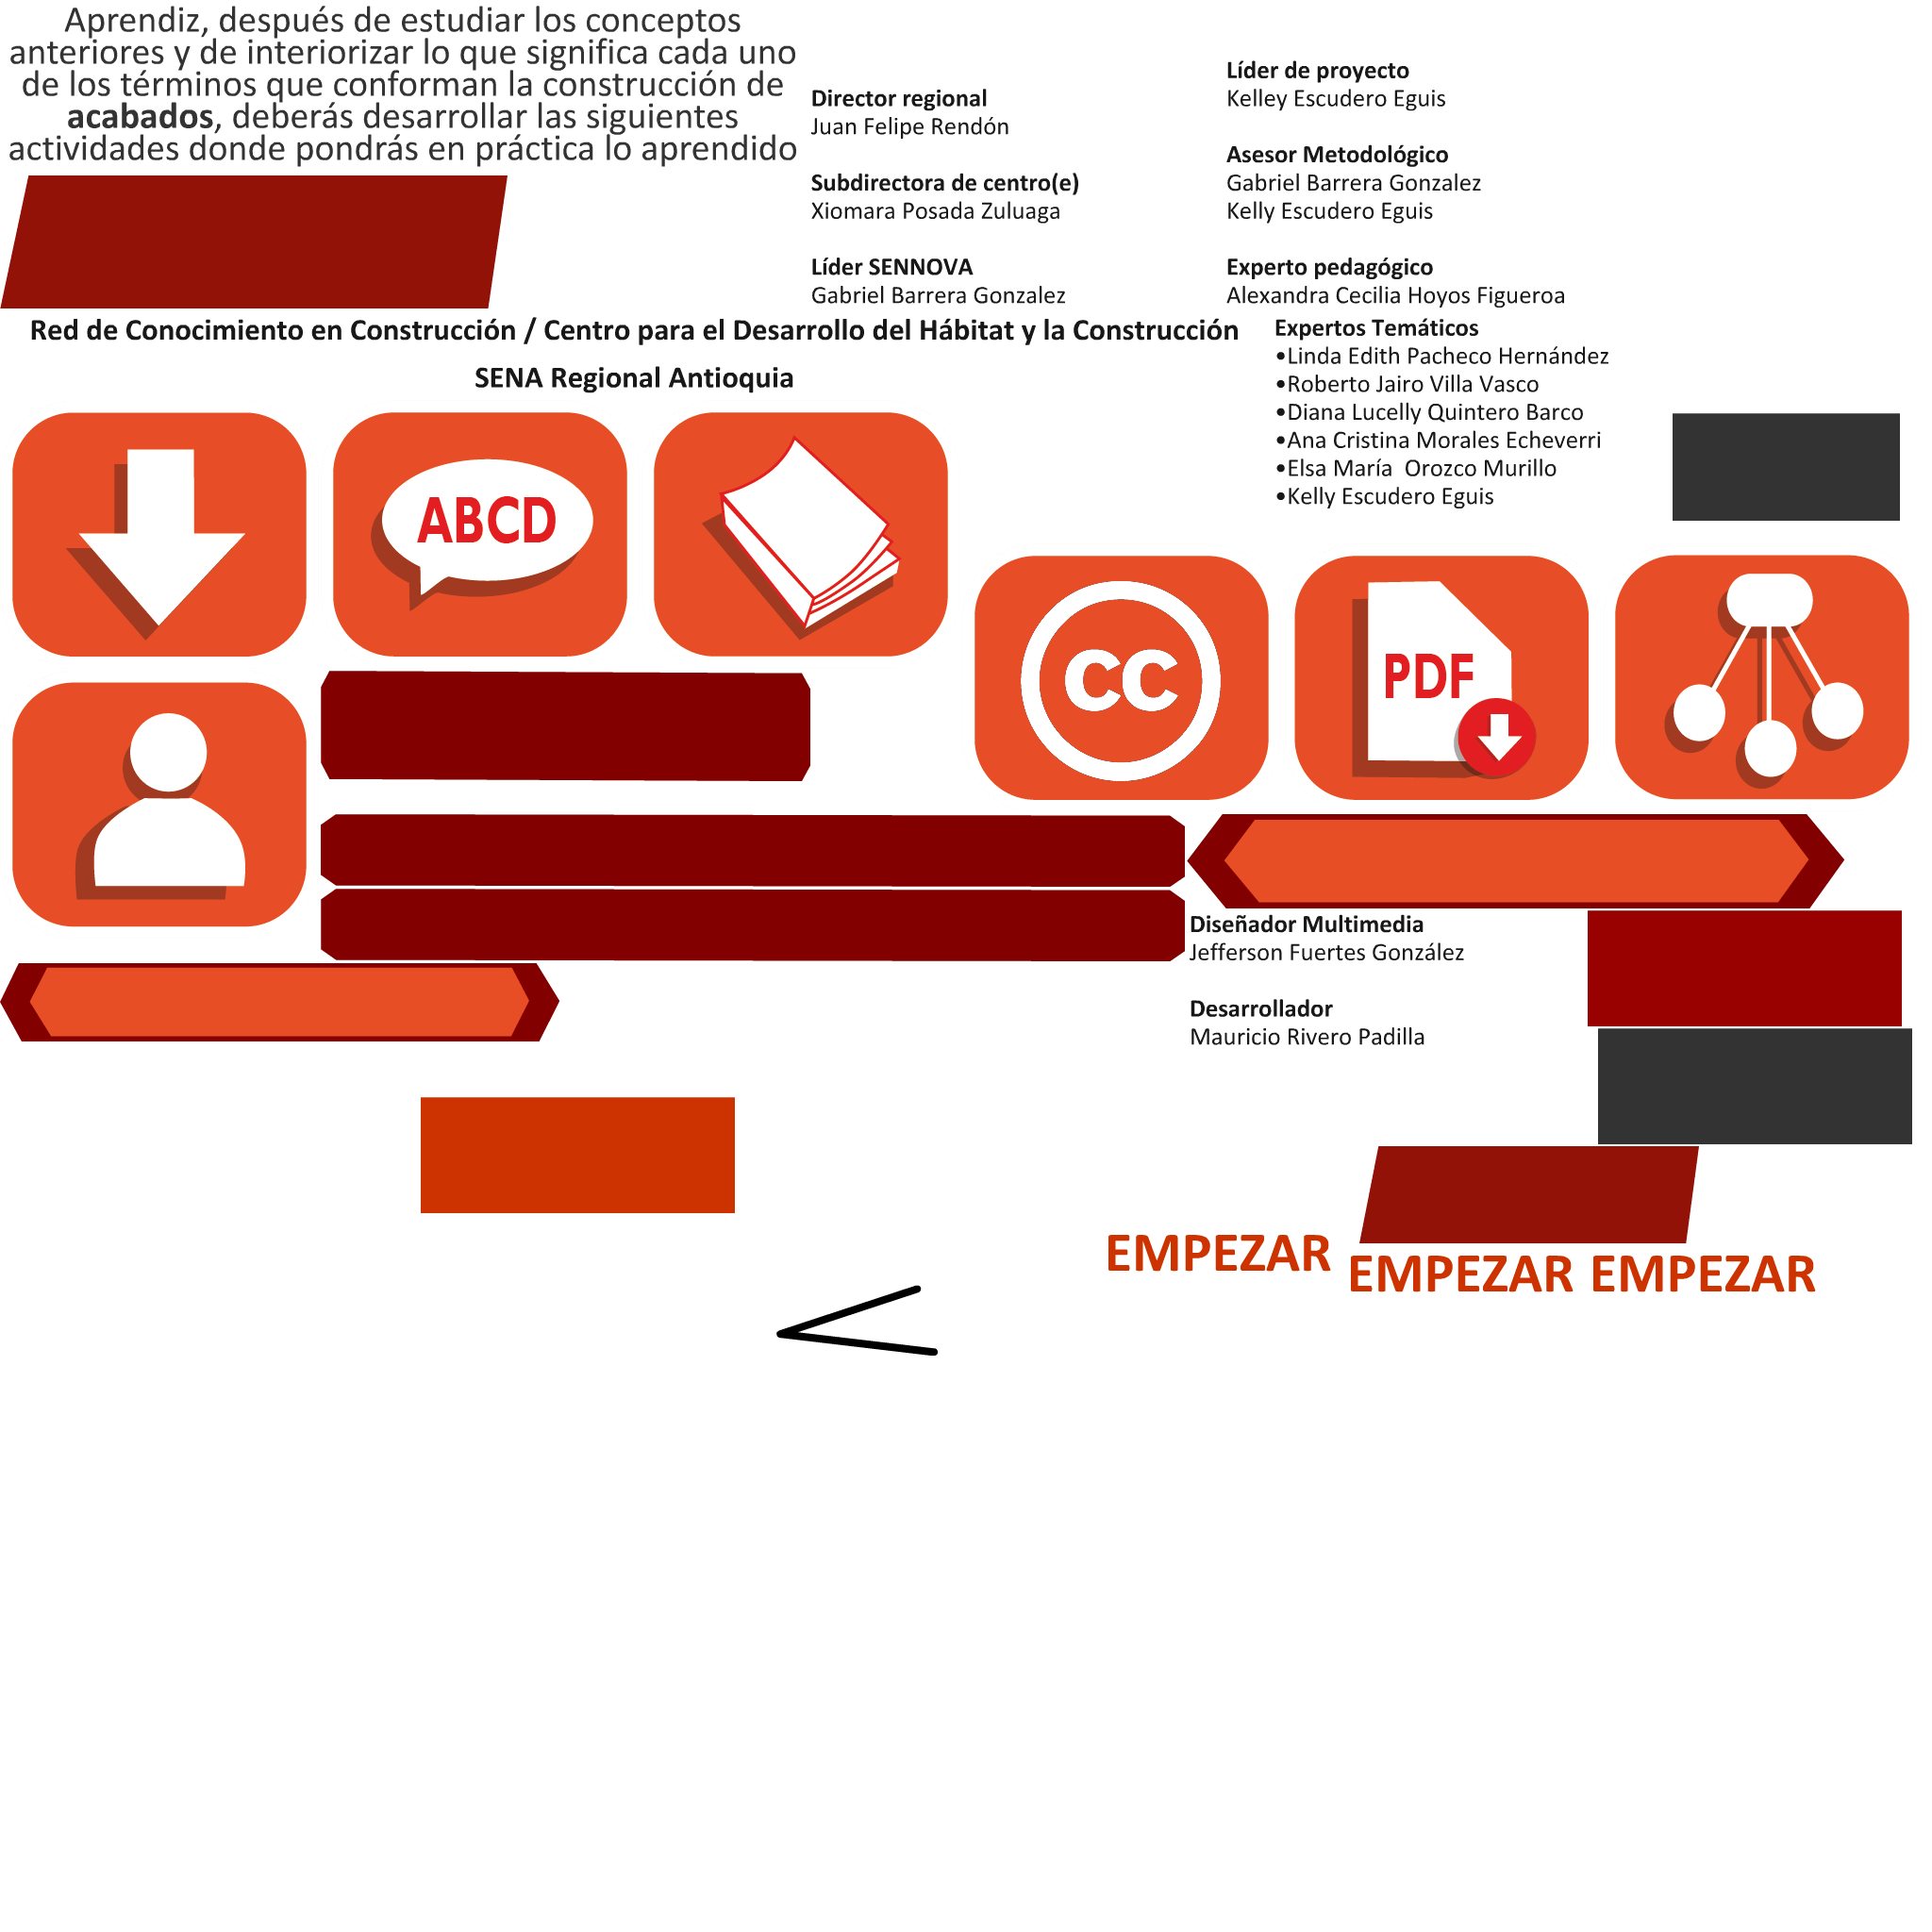 Aprendiz, después de estudiar los conceptos
anteriores y de interiorizar lo que significa cada uno
de los términos que conforman la construcción de
acabados, deberás desarrollar las siguientes
actividades donde pondrás en práctica lo aprendido
Director regional
Juan Felipe Rendón
Subdirectora de centro(e)
Xiomara Posada Zuluaga
Líder SENNOVA
Gabriel Barrera Gonzalez
Líder de proyecto
Kelley Escudero Eguis
Asesor Metodológico
Gabriel Barrera Gonzalez
Kelly Escudero Eguis
Experto pedagógico
Alexandra Cecilia Hoyos Figueroa
Red de Conocimiento en Construcción / Centro para el Desarrollo del Hábitat y la Construcción
SENA Regional Antioquia
Expertos Temáticos
•Linda Edith Pacheco Hernández
•Roberto Jairo Villa Vasco
•Diana Lucelly Quintero Barco
•Ana Cristina Morales Echeverri
•Elsa María  Orozco Murillo
•Kelly Escudero Eguis
ABCD
CC
PDF
Diseñador Multimedia
Jefferson Fuertes González
Desarrollador
Mauricio Rivero Padilla
EMPEZAR
EMPEZAR
EMPEZAR